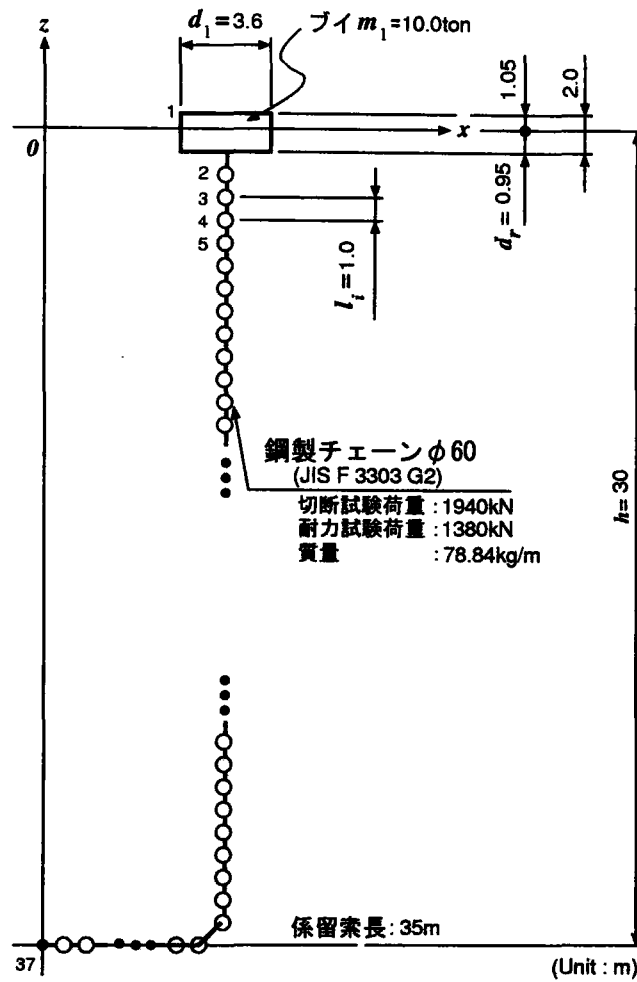 z
d₁=3.6
ブイ m₁=10.0ton
1.05
2.0
1
x
0
2
3
4
5
l_i=1.0
d_r=0.95
鋼製チェーンφ60
(JIS F 3303 G2)
切断試験荷重:1940kN
耐力試験荷重:1380kN
質量 :78.84kg/m
h=30
係留索長:35m
37
(Unit : m)